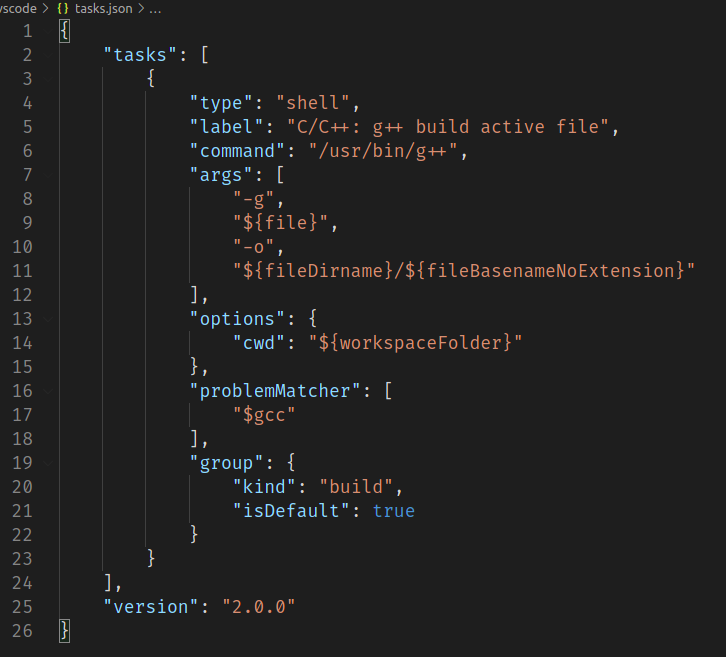 vscode > {} tasks.json > ...
1 {
2 "tasks": [
3 {
4 "type": "shell",
5 "label": "C/C++: g++ build active file",
6 "command": "/usr/bin/g++",
7 "args": [
8 "-g",
9 "${file}",
10 "-o",
11 "${fileDirname}/${fileBasenameNoExtension}"
12 ],
13 "options": {
14 "cwd": "${workspaceFolder}"
15 },
16 "problemMatcher": [
17 "$gcc"
18 ],
19 "group": {
20 "kind": "build",
21 "isDefault": true
22 }
23 }
24 ],
25 "version": "2.0.0"
26 }